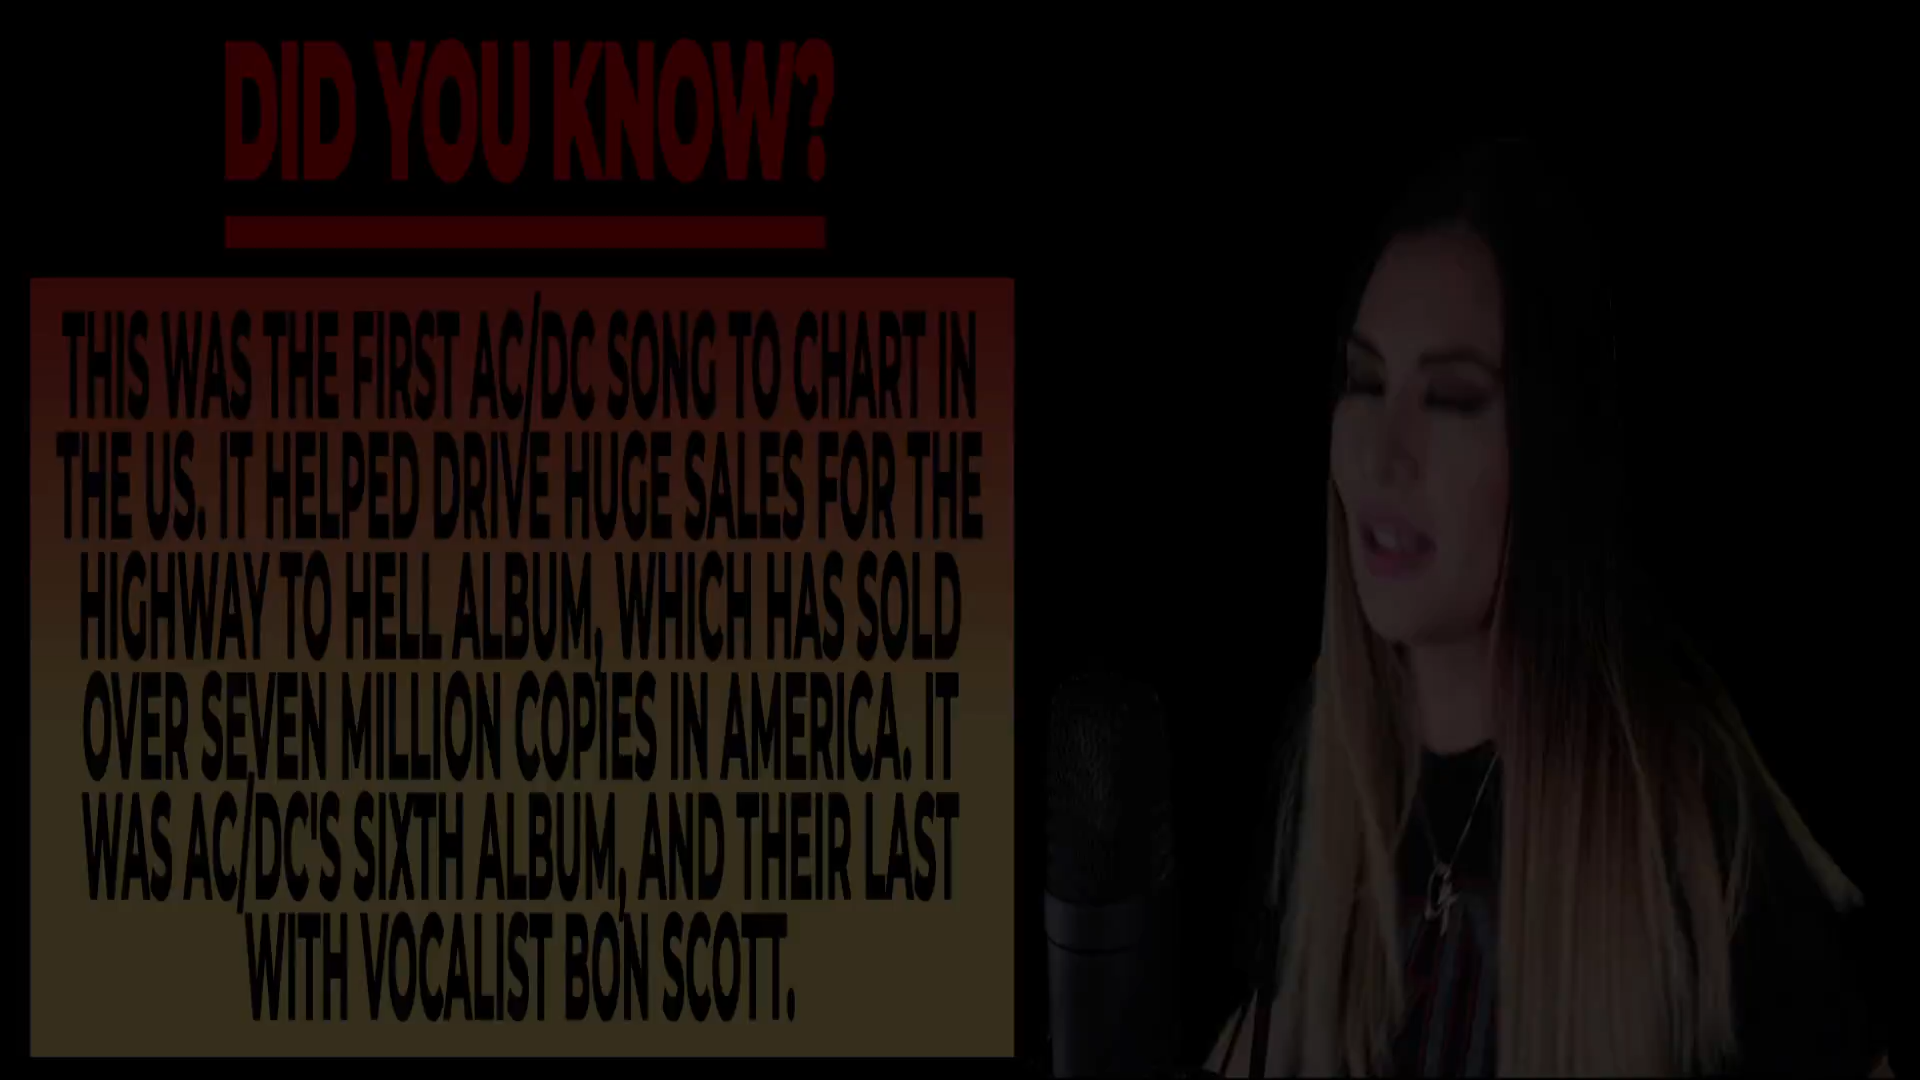 DID YOU KNOW?
THIS WAS THE FIRST AC/DC SONG TO CHART IN
THE US. IT HELPED DRIVE HUGE SALES FOR THE
HIGHWAY TO HELL ALBUM, WHICH HAS SOLD
OVER SEVEN MILLION COPIES IN AMERICA. IT
WAS AC/DC'S SIXTH ALBUM, AND THEIR LAST
WITH VOCALIST BON SCOTT.